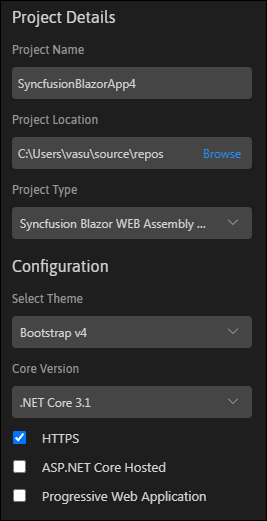 Project Details
Project Name
SyncfusionBlazorApp4
Project Location
C:\Users\vasu\source\repos Browse
Project Type
Syncfusion Blazor WEB Assembly ...
Configuration
Select Theme
Bootstrap v4
Core Version
.NET Core 3.1
HTTPS
ASP.NET Core Hosted
Progressive Web Application